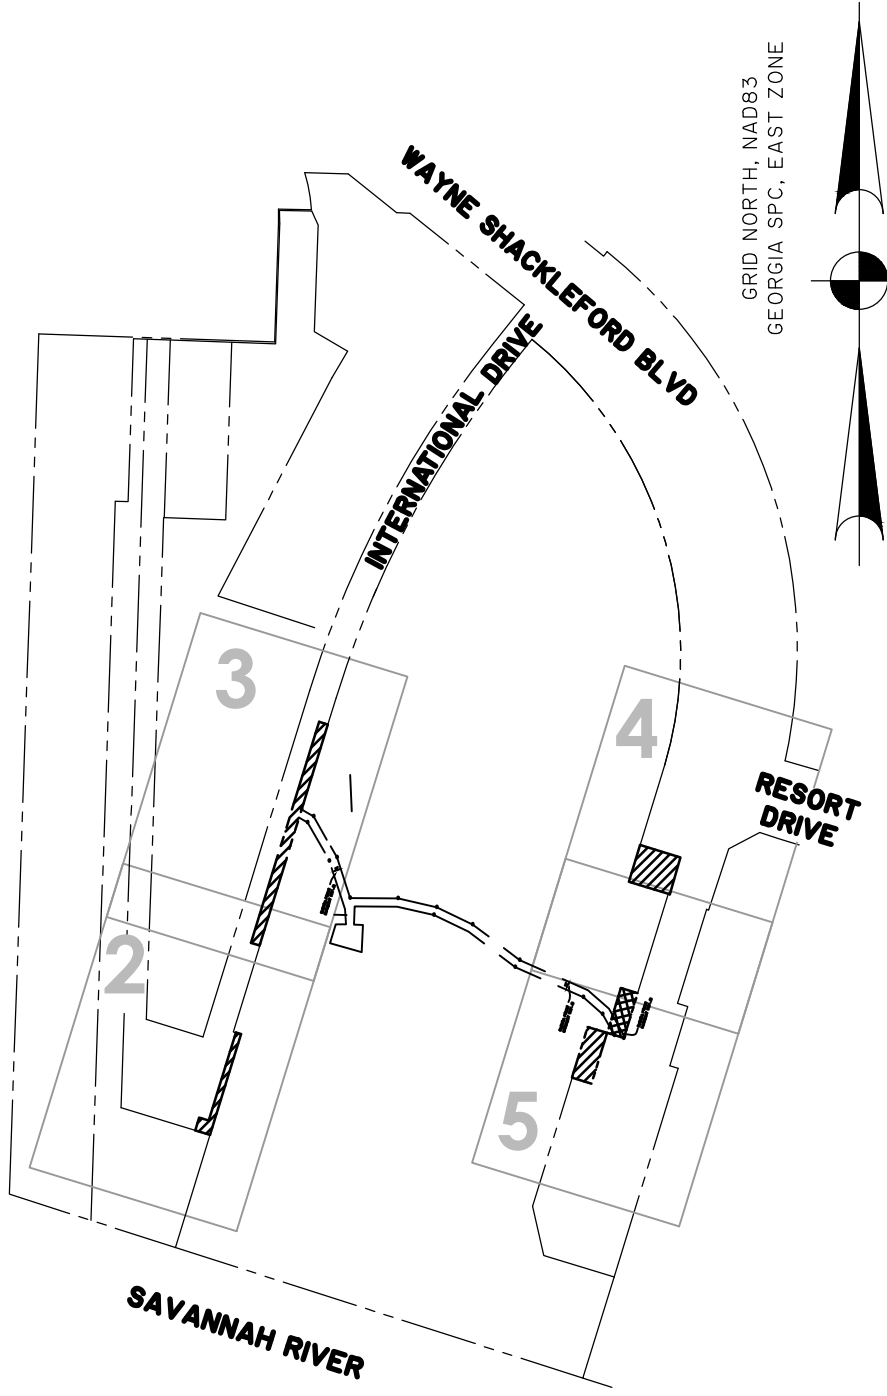 GRID NORTH, NAD83
GEORGIA SPC, EAST ZONE
WAYNE SHACKLEFORD BLVD
INTERNATIONAL DRIVE
3
4
RESORT
DRIVE
2
5
SAVANNAH RIVER